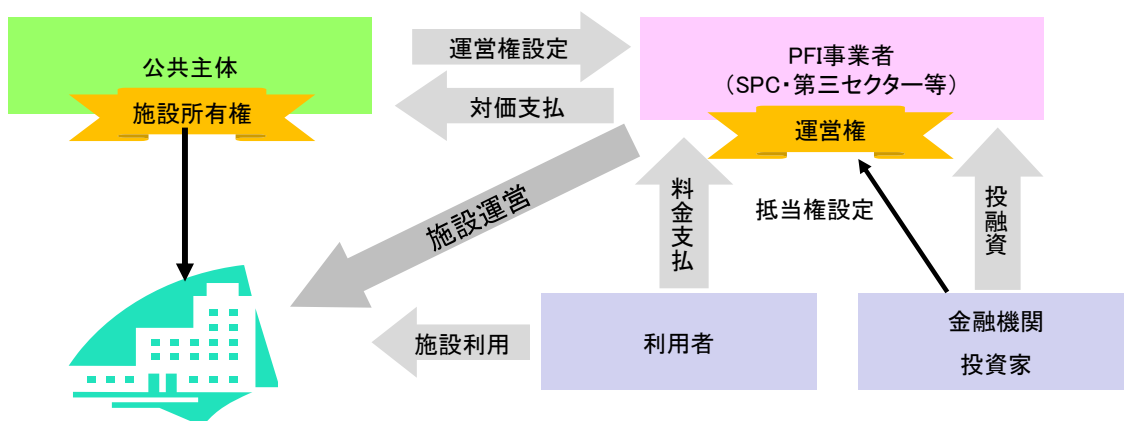 公共主体
施設所有権
運営権設定
対価支払
PFI事業者
(SPC・第三セクター等)
運営権
施設運営
料金支払
抵当権設定
投融資
施設利用
利用者
金融機関
投資家